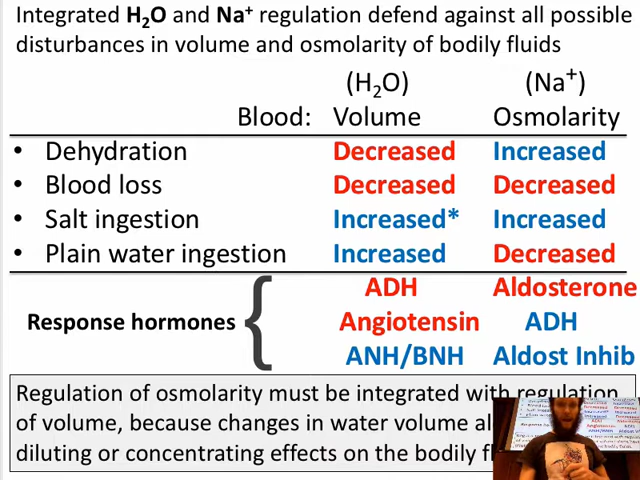 Integrated H₂O and Na⁺ regulation defend against all possible
disturbances in volume and osmolarity of bodily fluids
(H₂O) (Na⁺)
Blood: Volume Osmolarity
• Dehydration Decreased Increased
• Blood loss Decreased Decreased
• Salt ingestion Increased* Increased
• Plain water ingestion Increased Decreased
ADH Aldosterone
Response hormones { Angiotensin ADH
ANH/BNH Aldost Inhib
Regulation of osmolarity must be integrated with regulation
of volume, because changes in water volume
diluting or concentrating effects on the bodily